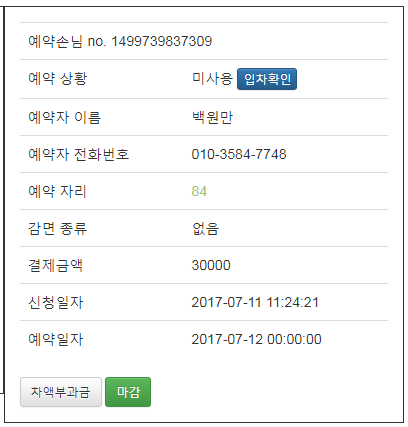 예약손님 no. 1499739837309
예약 상황 미사용 입차확인
예약자 이름 백원만
예약자 전화번호 010-3584-7748
예약 자리 84
감면 종류 없음
결제금액 30000
신청일자 2017-07-11 11:24:21
예약일자 2017-07-12 00:00:00
차액부과금 마감